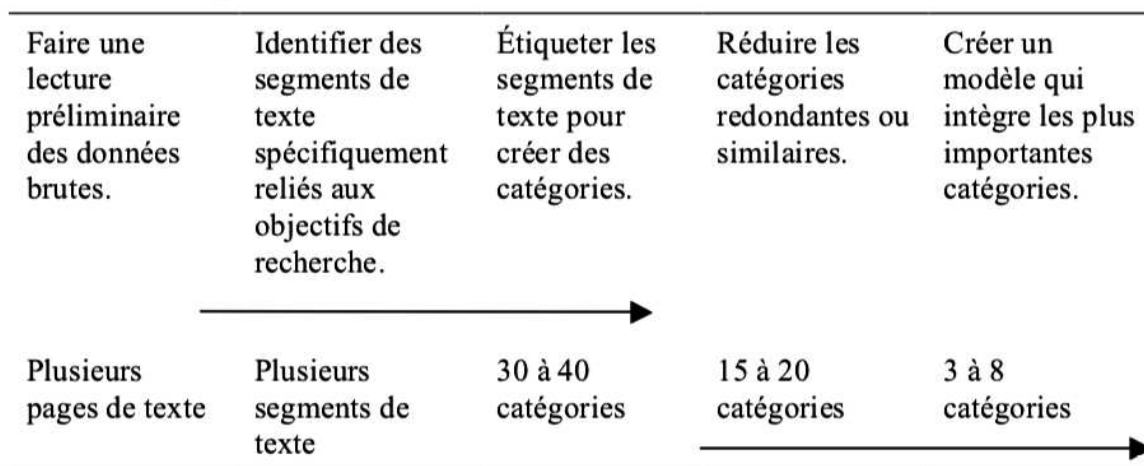 Faire une
lecture
préliminaire
des données
brutes.
Identifier des
segments de
texte
spécifiquement
reliés aux
objectifs de
recherche.
Étiqueter les
segments de
texte pour
créer des
catégories.
Réduire les
catégories
redondantes ou
similaires.
Créer un
modèle qui
intègre les plus
importantes
catégories.
Plusieurs
pages de texte
Plusieurs
segments de
texte
30 à 40
catégories
15 à 20
catégories
3 à 8
catégories